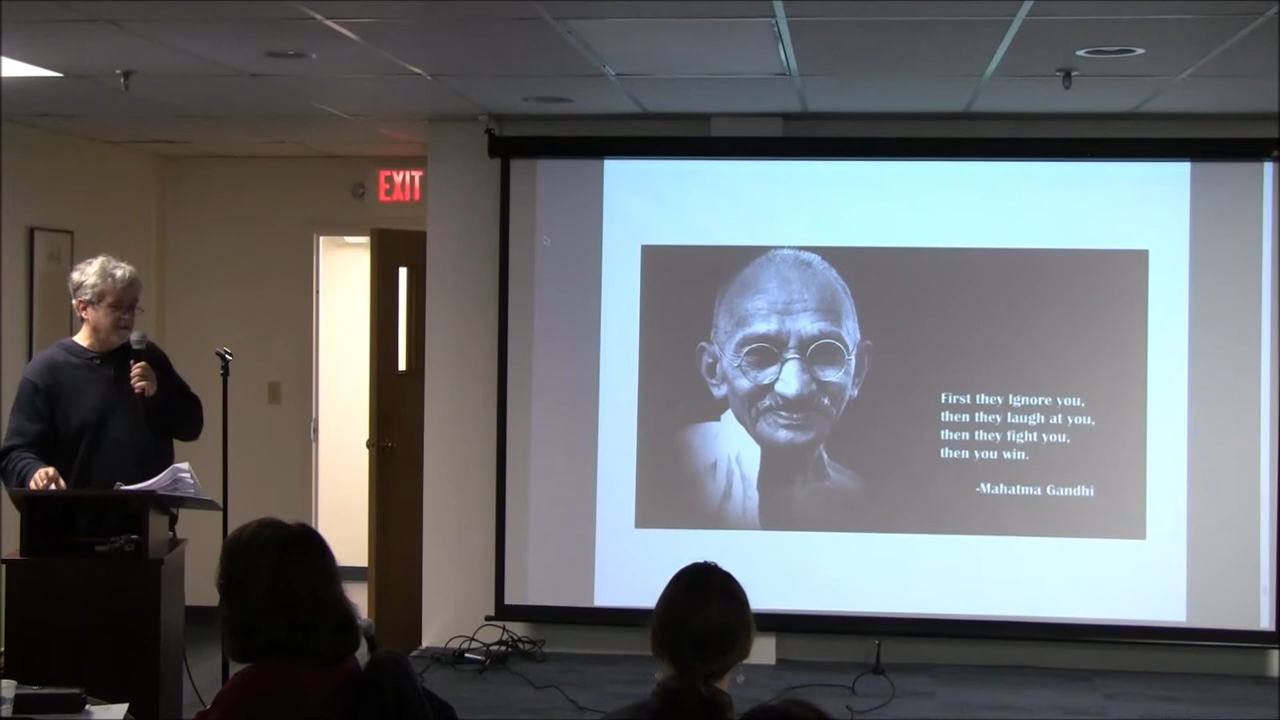 EXIT
First they Ignore you,
then they laugh at you,
then they fight you,
then you win.
-Mahatma Gandhi